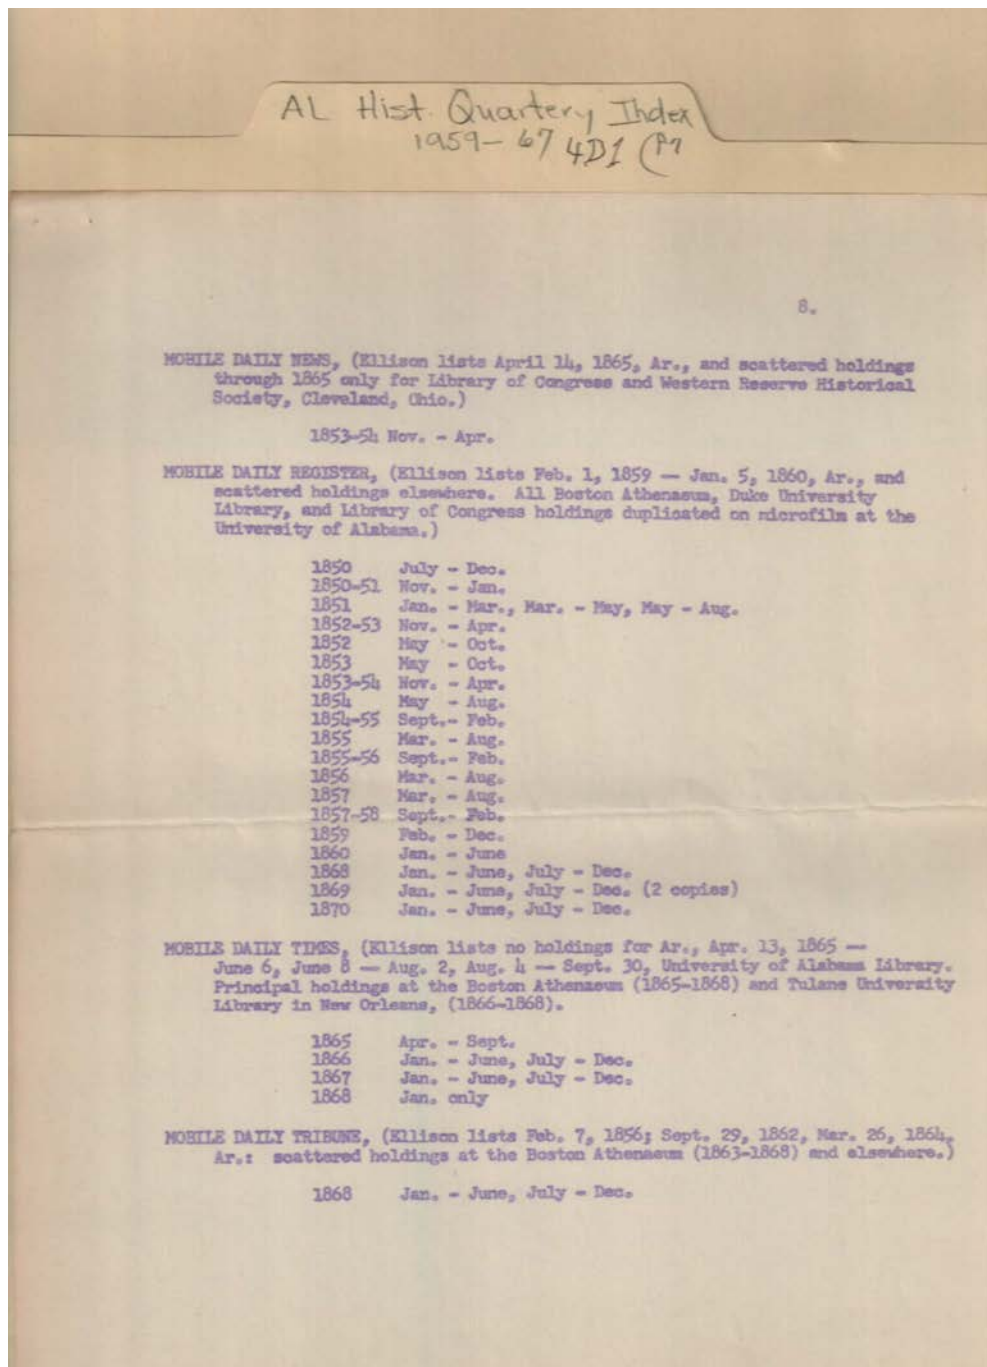 AL Hist. Quartery Index
1959-67 4D1 (P7
8.
MOBILE DAILY NEWS, (Ellison lists April 14, 1865, Ar., and scattered holdings
through 1865 only for Library of Congress and Western Reserve Historical
Society, Cleveland, Ohio.)
1853-54 Nov. - Apr.
MOBILE DAILY REGISTER, (Ellison lists Feb. 1, 1859 -- Jan. 5, 1860, Ar., and
scattered holdings elsewhere. All Boston Athenaeum, Duke University
Library, and Library of Congress holdings duplicated on microfilm at the
University of Alabama.)
1850 July - Dec.
1850-51 Nov. - Jan.
1851 Jan. - Mar., Mar. - May, May - Aug.
1852-53 Nov. - Apr.
1852 May - Oct.
1853 May - Oct.
1853-54 Nov. - Apr.
1854 May - Aug.
1854-55 Sept.- Feb.
1855 Mar. - Aug.
1855-56 Sept.- Feb.
1856 Mar. - Aug.
1857 Mar. - Aug.
1857-58 Sept.- Feb.
1859 Feb. - Dec.
1860 Jan. - June
1868 Jan. - June, July - Dec.
1869 Jan. - June, July - Dec. (2 copies)
1870 Jan. - June, July - Dec.
MOBILE DAILY TIMES, (Ellison lists no holdings for Ar., Apr. 13, 1865 --
June 6, June 8 -- Aug. 2, Aug. 4 -- Sept. 30, University of Alabama Library.
Principal holdings at the Boston Athenaeum (1865-1868) and Tulane University
Library in New Orleans, (1866-1868).
1865 Apr. - Sept.
1866 Jan. - June, July - Dec.
1867 Jan. - June, July - Dec.
1868 Jan. only
MOBILE DAILY TRIBUNE, (Ellison lists Feb. 7, 1856; Sept. 29, 1862, Mar. 26, 1864,
Ar.: scattered holdings at the Boston Athenaeum (1863-1868) and elsewhere.)
1868 Jan. - June, July - Dec.